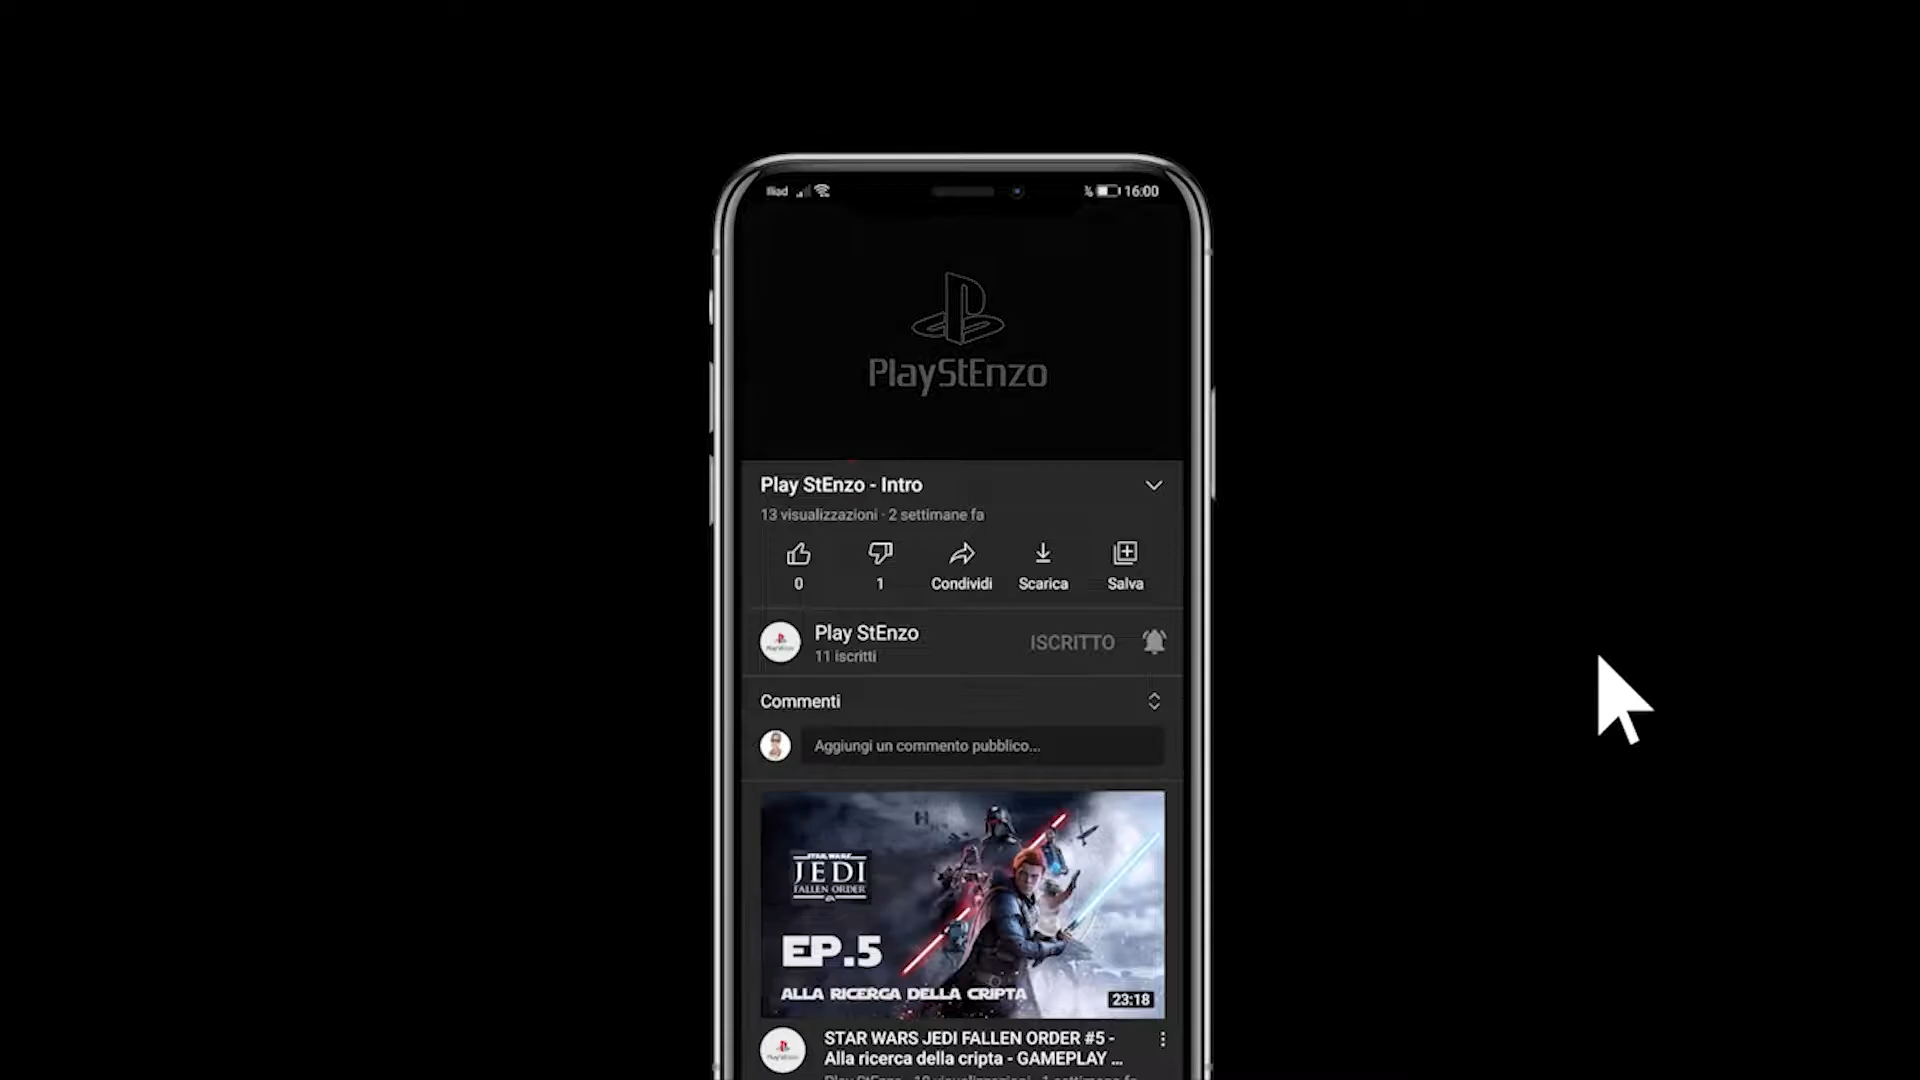 Iliad
16:00
PlayStEnzo
Play StEnzo - Intro
13 visualizzazioni · 2 settimane fa
0
1
Condividi
Scarica
Salva
Play StEnzo
11 iscritti
ISCRITTO
Commenti
Aggiungi un commento pubblico...
STAR WARS
JEDI
FALLEN ORDER
EP.5
ALLA RICERCA DELLA CRIPTA
23:18
STAR WARS JEDI FALLEN ORDER #5 -
Alla ricerca della cripta - GAMEPLAY ...